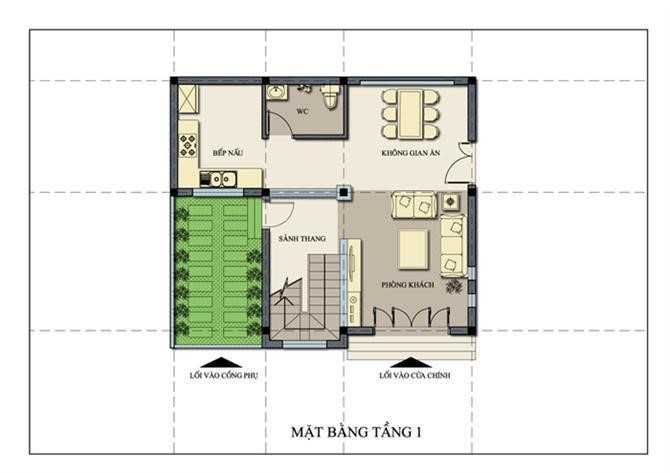 WC
BẾP NẤU
KHÔNG GIAN ĂN
SẢNH THANG
PHÒNG KHÁCH
LỐI VÀO CỔNG PHỤ
LỐI VÀO CỬA CHÍNH
MẶT BẰNG TẦNG 1